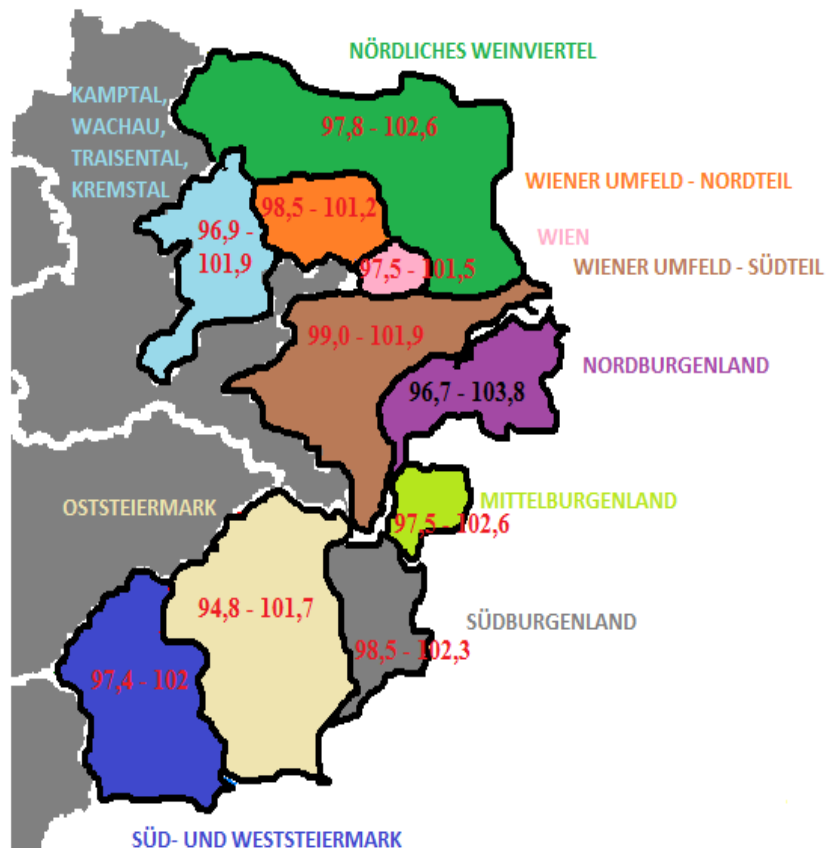 NÖRDLICHES WEINVIERTEL
KAMPTAL,
WACHAU,
TRAISENTAL,
KREMSTAL
97,8 - 102,6
WIENER UMFELD - NORDTEIL
98,5 - 101,2
96,9 -
101,9
WIEN
97,5 - 101,5
WIENER UMFELD - SÜDTEIL
99,0 - 101,9
NORDBURGENLAND
96,7 - 103,8
OSTSTEIERMARK
MITTELBURGENLAND
97,5 - 102,6
94,8 - 101,7
SÜDBURGENLAND
98,5 - 102,3
97,4 - 102
SÜD- UND WESTSTEIERMARK